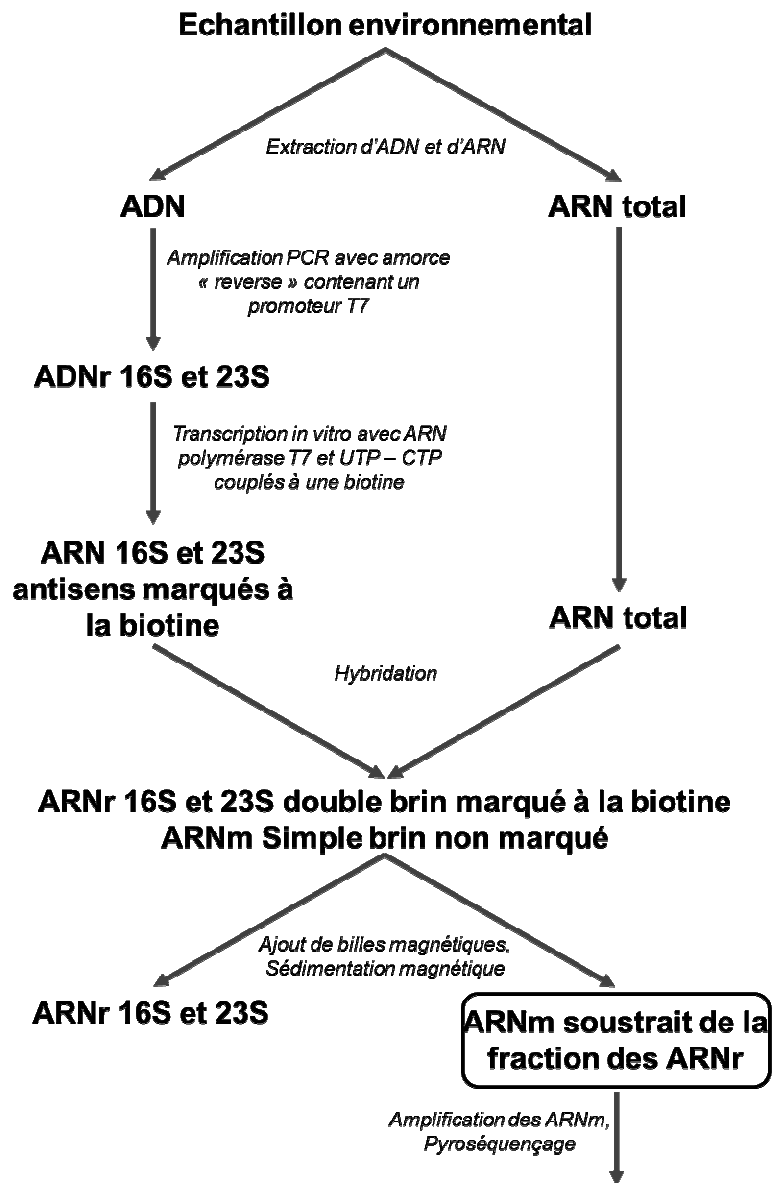 Echantillon environnemental
Extraction d'ADN et d'ARN
ADN
ARN total
Amplification PCR avec amorce
« reverse » contenant un
promoteur T7
ADNr 16S et 23S
Transcription in vitro avec ARN
polymérase T7 et UTP – CTP
couplés à une biotine
ARN 16S et 23S
antisens marqués à
la biotine
ARN total
Hybridation
ARNr 16S et 23S double brin marqué à la biotine
ARNm Simple brin non marqué
Ajout de billes magnétiques.
Sédimentation magnétique
ARNr 16S et 23S
ARNm soustrait de la
fraction des ARNr
Amplification des ARNm,
Pyroséquençage